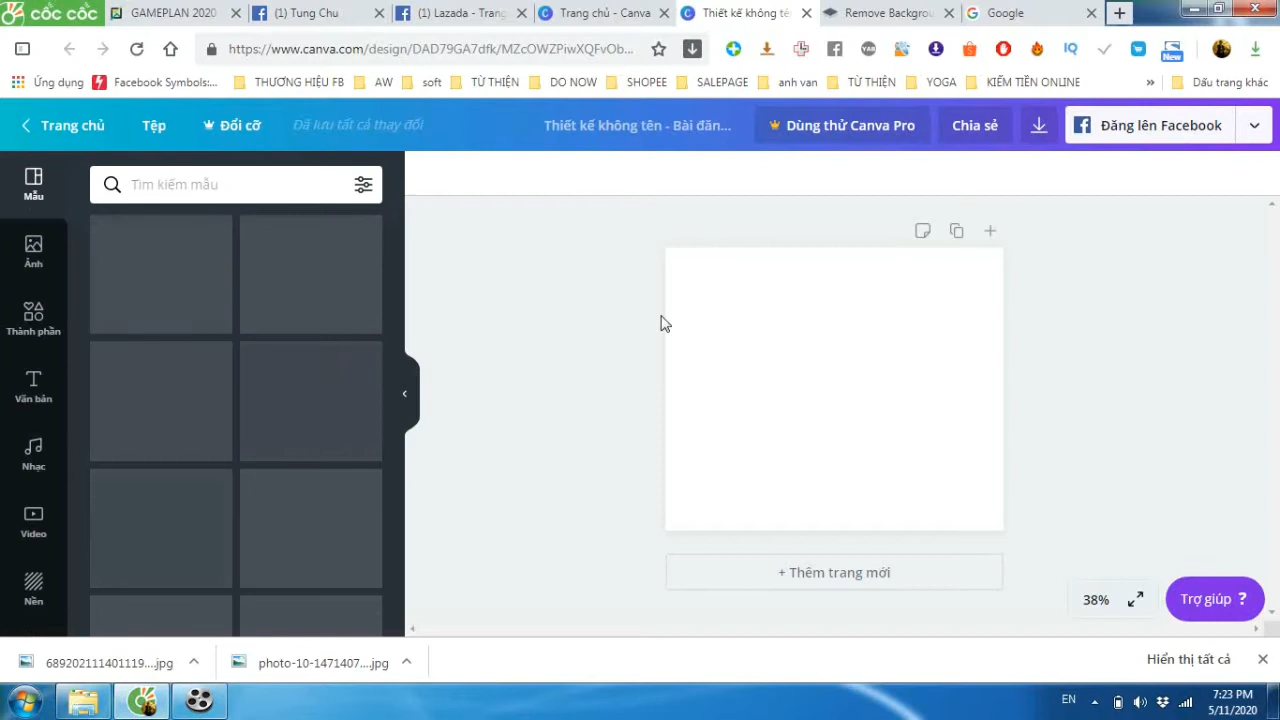 cốc cốc
GAMEPLAN 2020
(1) Tung Chu
(1) Lazada - Trang
Trang chủ - Canva
Thiết kế không tê
Remove Backgrou
Google
https://www.canva.com/design/DAD79GA7dfk/MZcOWZPiwXQFvOb...
YAB
IQ
New
Ứng dụng
Facebook Symbols:...
THƯƠNG HIỆU FB
AW
soft
TỪ THIỆN
DO NOW
SHOPEE
SALEPAGE
anh van
TỪ THIỆN
YOGA
KIẾM TIỀN ONLINE
»
Dấu trang khác
Trang chủ
Tệp
Đổi cỡ
Đã lưu tất cả thay đổi
Thiết kế không tên - Bài đăn...
Dùng thử Canva Pro
Chia sẻ
Đăng lên Facebook
Mẫu
Tìm kiếm mẫu
Ảnh
Thành phần
Văn bản
Nhạc
Video
Nền
+ Thêm trang mới
38%
Trợ giúp ?
689202111401119....jpg
photo-10-1471407....jpg
Hiển thị tất cả
EN
7:23 PM
5/11/2020